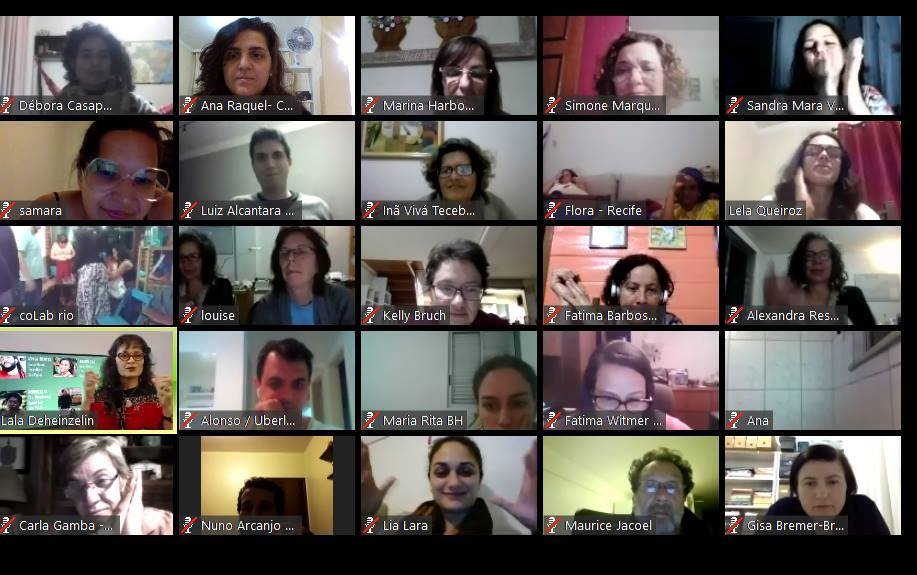 Débora Casap...
Ana Raquel- C...
Marina Harbo...
Simone Marqu...
Sandra Mara V...
samara
Luiz Alcantara ...
Inã Vivá Teceb...
Flora - Recife
Lela Queiroz
coLab rio
louise
Kelly Bruch
Fatima Barbos...
Alexandra Res...
Lala Deheinzelin
Alonso / Uberl...
Maria Rita BH
Fatima Witmer ...
Ana
Carla Gamba -...
Nuno Arcanjo ...
Lia Lara
Maurice Jacoel
Gisa Bremer-Br...